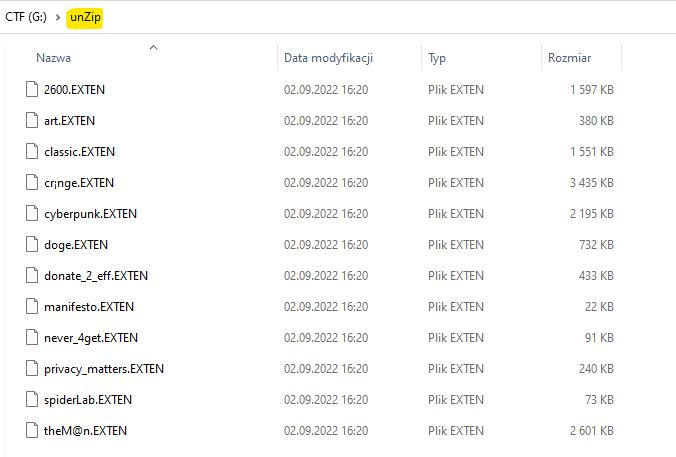 CTF (G:) > unZip
Nazwa Data modyfikacji Typ Rozmiar
2600.EXTEN 02.09.2022 16:20 Plik EXTEN 1 597 KB
art.EXTEN 02.09.2022 16:20 Plik EXTEN 380 KB
classic.EXTEN 02.09.2022 16:20 Plik EXTEN 1 551 KB
cr¡nge.EXTEN 02.09.2022 16:20 Plik EXTEN 3 435 KB
cyberpunk.EXTEN 02.09.2022 16:20 Plik EXTEN 2 195 KB
doge.EXTEN 02.09.2022 16:20 Plik EXTEN 732 KB
donate_2_eff.EXTEN 02.09.2022 16:20 Plik EXTEN 433 KB
manifesto.EXTEN 02.09.2022 16:20 Plik EXTEN 22 KB
never_4get.EXTEN 02.09.2022 16:20 Plik EXTEN 91 KB
privacy_matters.EXTEN 02.09.2022 16:20 Plik EXTEN 240 KB
spiderLab.EXTEN 02.09.2022 16:20 Plik EXTEN 73 KB
theM@n.EXTEN 02.09.2022 16:20 Plik EXTEN 2 601 KB